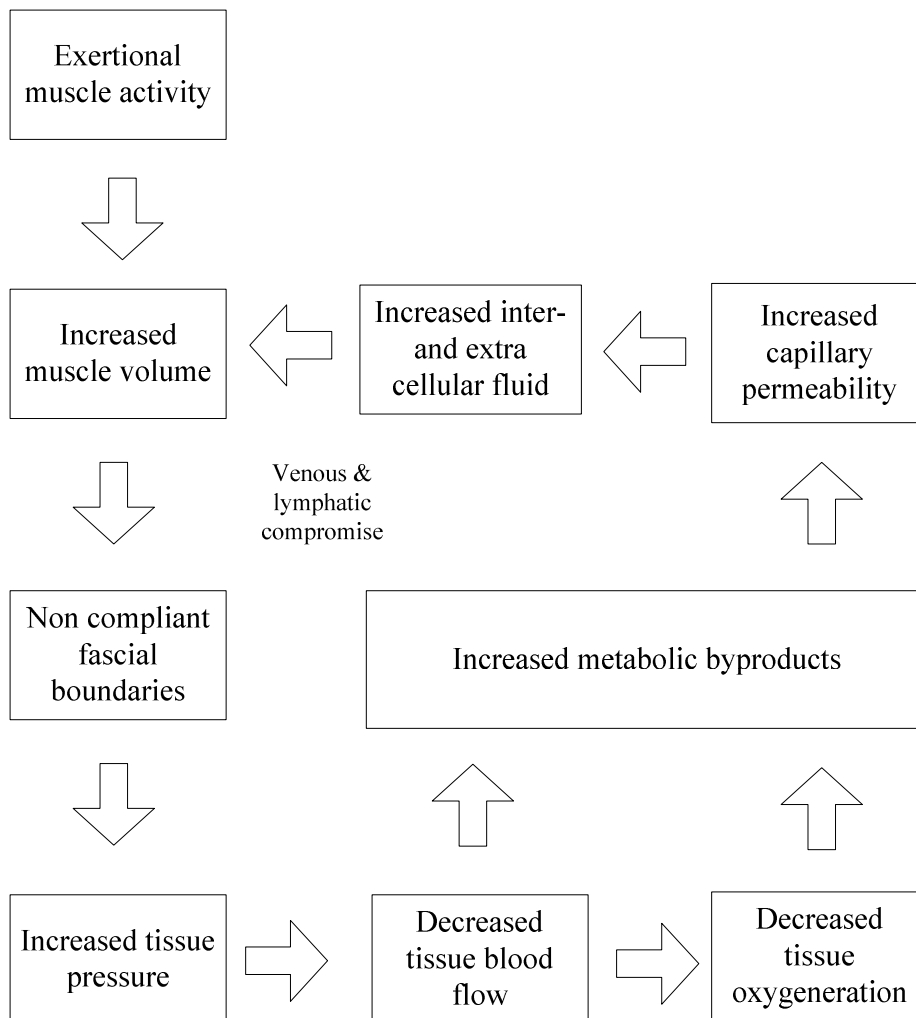 Exertional
muscle activity
Increased
muscle volume
Increased inter-
and extra
cellular fluid
Increased
capillary
permeability
Venous &
lymphatic
compromise
Non compliant
fascial
boundaries
Increased metabolic byproducts
Increased tissue
pressure
Decreased
tissue blood
flow
Decreased
tissue
oxygeneration